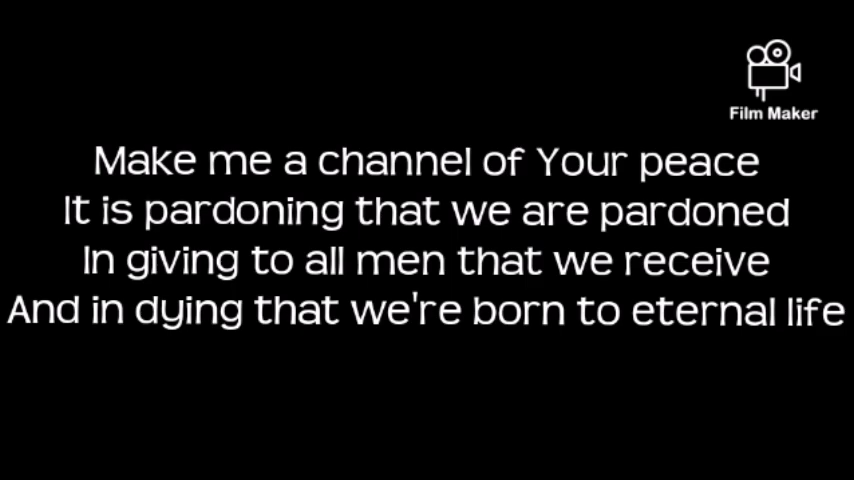 Film Maker
Make me a channel of Your peace
It is pardoning that we are pardoned
In giving to all men that we receive
And in dying that we're born to eternal life